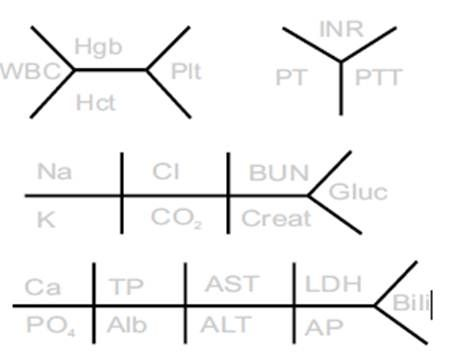 Hgb INR
WBC Plt PT PTT
Hct
Na Cl BUN
Gluc
K CO₂ Creat
Ca TP AST LDH
Bili
PO₄ Alb ALT AP